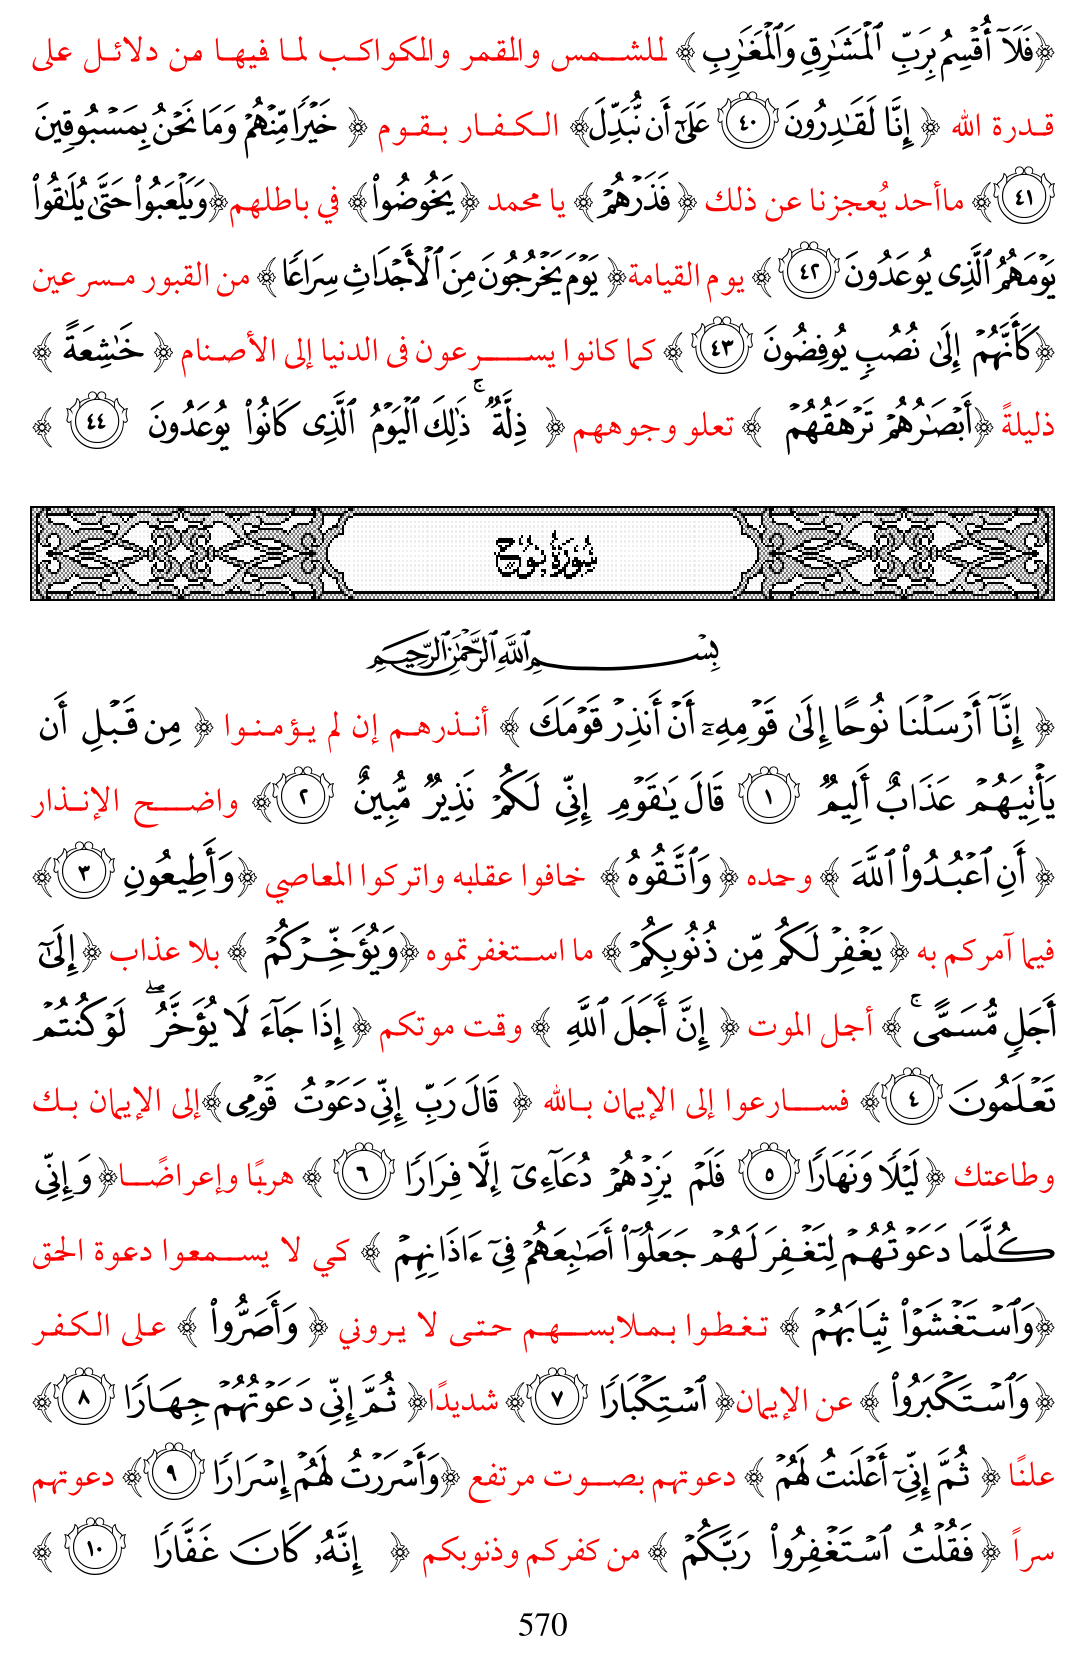 ﴿فَلَآ أُقْسِمُ بِرَبِّ ٱلْمَشَٰرِقِ وَٱلْمَغَٰرِبِ﴾ للشمس والقمر والكواكب لما فيها من دلائل على
قدرة الله ﴿إِنَّا لَقَٰدِرُونَ ٤٠ عَلَىٰٓ أَن نُّبَدِّلَ﴾ الكفار بقوم ﴿خَيْرًا مِّنْهُمْ وَمَا نَحْنُ بِمَسْبُوقِينَ
٤١﴾ ماأحد يُعجزنا عن ذلك ﴿فَذَرْهُمْ﴾ يا محمد ﴿يَخُوضُوا۟﴾ في باطلهم﴿وَيَلْعَبُوا۟ حَتَّىٰ يُلَٰقُوا۟
يَوْمَهُمُ ٱلَّذِى يُوعَدُونَ ٤٢﴾ يوم القيامة﴿يَوْمَ يَخْرُجُونَ مِنَ ٱلْأَجْدَاثِ سِرَاعًا﴾ من القبور مسرعين
﴿كَأَنَّهُمْ إِلَىٰ نُصُبٍ يُوفِضُونَ ٤٣﴾ كما كانوا يسرعون فى الدنيا إلى الأصنام ﴿خَٰشِعَةً﴾
ذليلةً ﴿أَبْصَٰرُهُمْ تَرْهَقُهُمْ﴾ تعلو وجوههم ﴿ذِلَّةٌ ۚ ذَٰلِكَ ٱلْيَوْمُ ٱلَّذِى كَانُوا۟ يُوعَدُونَ ٤٤﴾
سُورَةُ نُوحٍ
بِسْمِ ٱللَّهِ ٱلرَّحْمَٰنِ ٱلرَّحِيمِ
﴿إِنَّآ أَرْسَلْنَا نُوحًا إِلَىٰ قَوْمِهِۦٓ أَنْ أَنذِرْ قَوْمَكَ﴾ أنذرهم إن لم يؤمنوا ﴿مِن قَبْلِ أَن
يَأْتِيَهُمْ عَذَابٌ أَلِيمٌ ١ قَالَ يَٰقَوْمِ إِنِّى لَكُمْ نَذِيرٌ مُّبِينٌ ٢﴾ واضح الإنذار
﴿أَنِ ٱعْبُدُوا۟ ٱللَّهَ﴾ وحده ﴿وَٱتَّقُوهُ﴾ خافوا عقلبه واتركوا المعاصي ﴿وَأَطِيعُونِ ٣﴾
فيما آمركم به ﴿يَغْفِرْ لَكُم مِّن ذُنُوبِكُمْ﴾ ما استغفرتموه ﴿وَيُؤَخِّرْكُمْ﴾ بلا عذاب ﴿إِلَىٰٓ
أَجَلٍ مُّسَمًّى ۚ﴾ أجل الموت ﴿إِنَّ أَجَلَ ٱللَّهِ﴾ وقت موتكم ﴿إِذَا جَآءَ لَا يُؤَخَّرُ ۖ لَوْ كُنتُمْ
تَعْلَمُونَ ٤﴾ فسارعوا إلى الإيمان بالله ﴿قَالَ رَبِّ إِنِّى دَعَوْتُ قَوْمِى﴾إلى الإيمان بك
وطاعتك ﴿لَيْلًا وَنَهَارًا ٥ فَلَمْ يَزِدْهُمْ دُعَآءِىٓ إِلَّا فِرَارًا ٦﴾ هربًا وإعراضًا﴿وَإِنِّى
كُلَّمَا دَعَوْتُهُمْ لِتَغْفِرَ لَهُمْ جَعَلُوٓا۟ أَصَٰبِعَهُمْ فِىٓ ءَاذَانِهِمْ﴾ كي لا يسمعوا دعوة الحق
﴿وَٱسْتَغْشَوْا۟ ثِيَابَهُمْ﴾ تغطوا بملابسهم حتى لا يروني ﴿وَأَصَرُّوا۟﴾ على الكفر
﴿وَٱسْتَكْبَرُوا۟﴾ عن الإيمان﴿ٱسْتِكْبَارًا ٧﴾ شديدًا﴿ثُمَّ إِنِّى دَعَوْتُهُمْ جِهَارًا ٨﴾
علنًا ﴿ثُمَّ إِنِّىٓ أَعْلَنتُ لَهُمْ﴾ دعوتهم بصوت مرتفع ﴿وَأَسْرَرْتُ لَهُمْ إِسْرَارًا ٩﴾ دعوتهم
سراً ﴿فَقُلْتُ ٱسْتَغْفِرُوا۟ رَبَّكُمْ﴾ من كفركم وذنوبكم ﴿إِنَّهُۥ كَانَ غَفَّارًا ١٠﴾
570